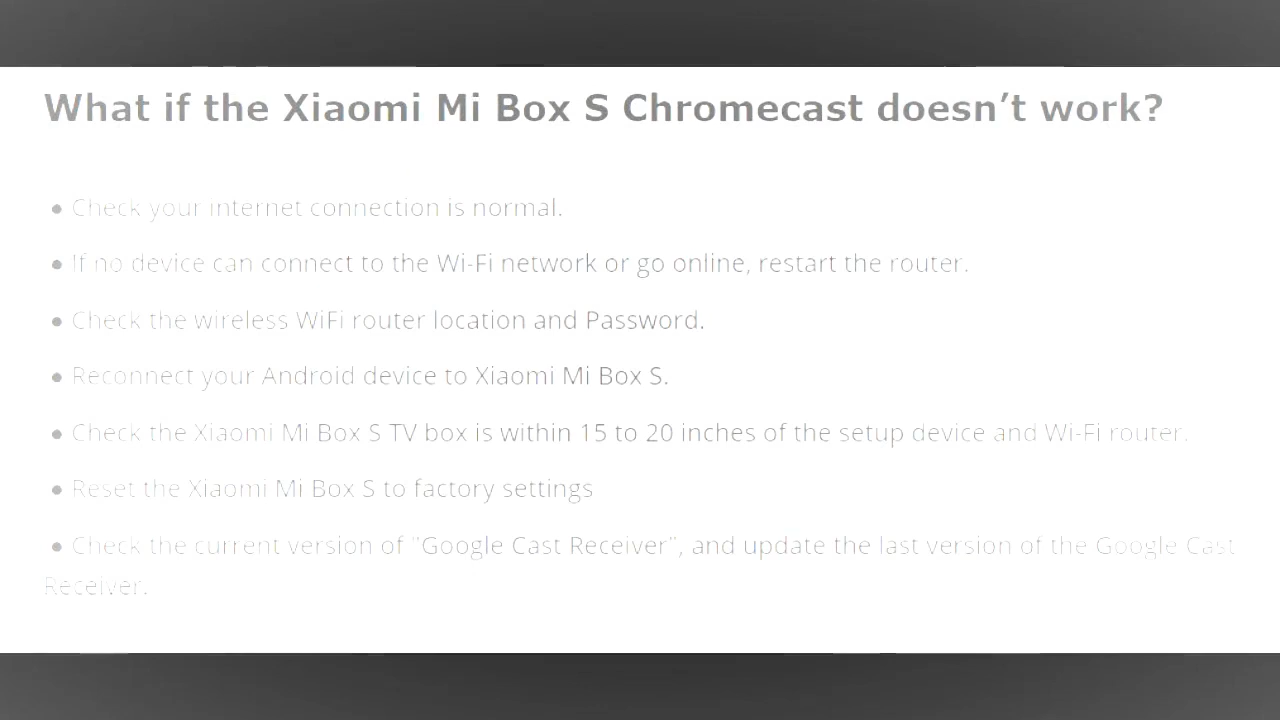 What if the Xiaomi Mi Box S Chromecast doesn’t work?
● Check your internet connection is normal.
● If no device can connect to the Wi-Fi network or go online, restart the router.
● Check the wireless WiFi router location and Password.
● Reconnect your Android device to Xiaomi Mi Box S.
● Check the Xiaomi Mi Box S TV box is within 15 to 20 inches of the setup device and Wi-Fi router.
● Reset the Xiaomi Mi Box S to factory settings
● Check the current version of "Google Cast Receiver", and update the last version of the Google Cast
Receiver.